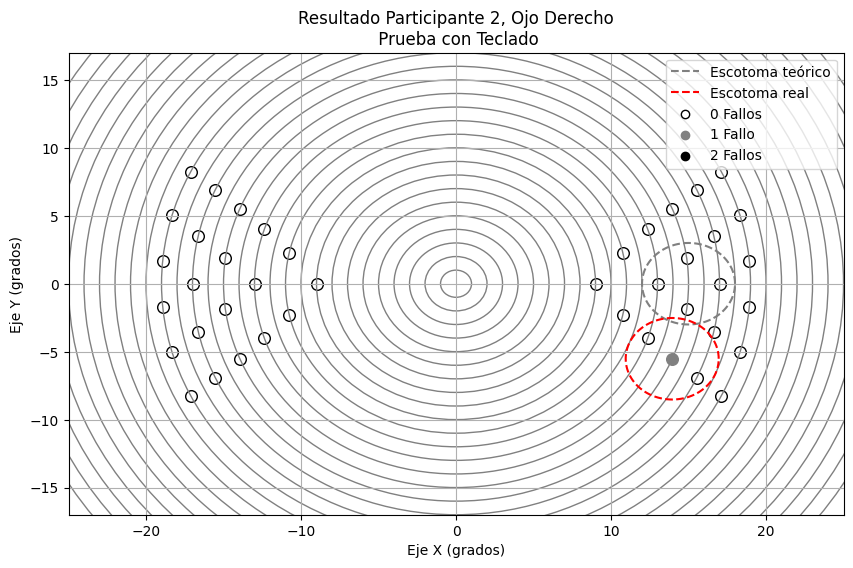 Resultado Participante 2, Ojo Derecho
Prueba con Teclado
Escotoma teórico
Escotoma real
0 Fallos
1 Fallo
2 Fallos
Eje Y (grados)
15
10
5
0
−5
−10
−15
−20
−10
0
10
20
Eje X (grados)